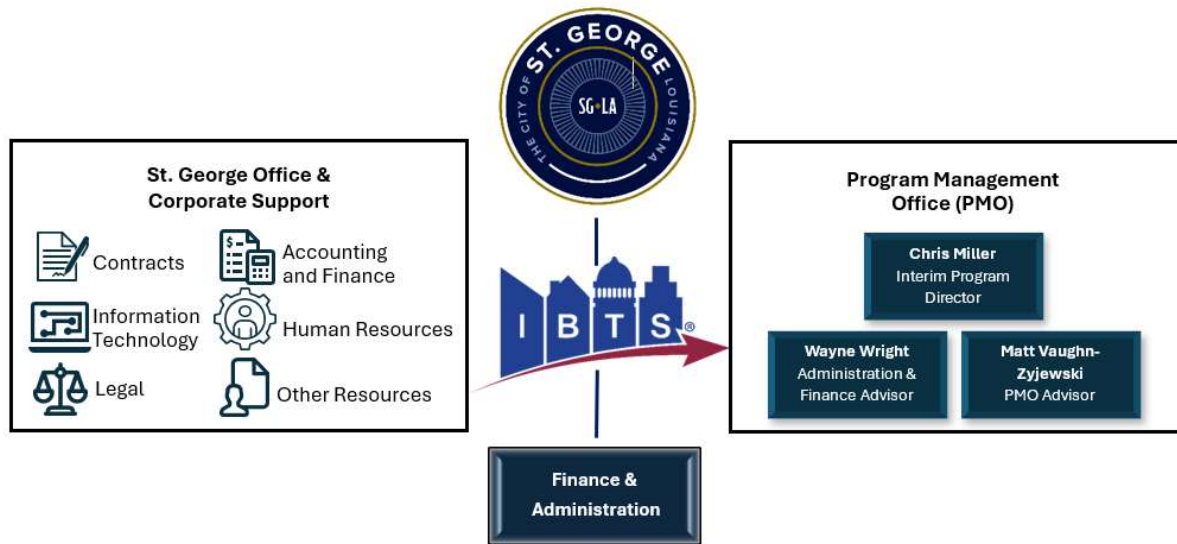 THE CITY OF ST. GEORGE LOUISIANA
SG•LA
St. George Office &
Corporate Support
Contracts
Accounting
and Finance
Information
Technology
Human Resources
Legal
Other Resources
IBTS®
Program Management
Office (PMO)
Chris Miller
Interim Program
Director
Wayne Wright
Administration &
Finance Advisor
Matt Vaughn-
Zyjewski
PMO Advisor
Finance &
Administration